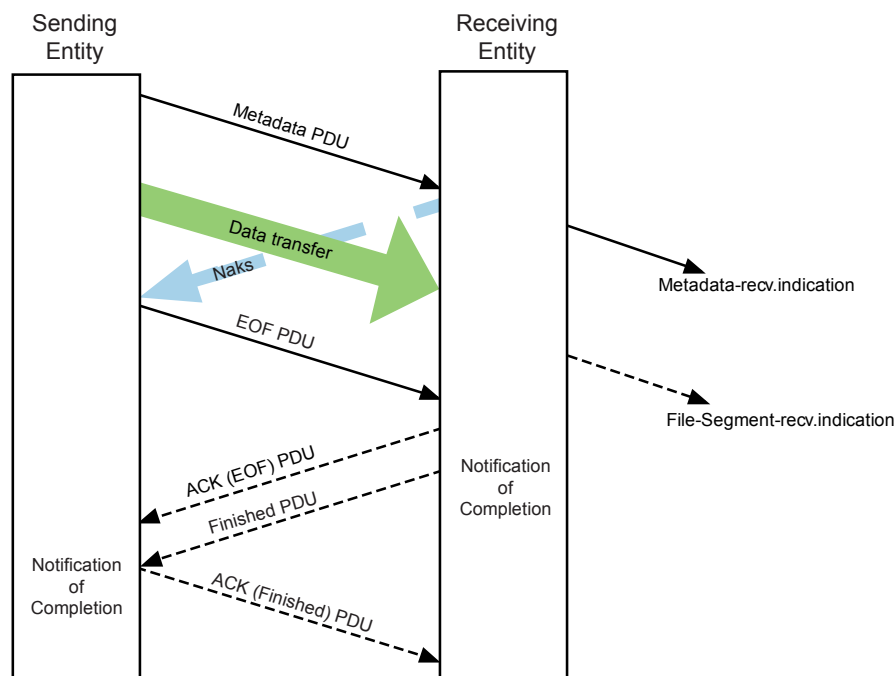 Sending
Entity
Receiving
Entity
Metadata PDU
Data transfer
Naks
Metadata-recv.indication
EOF PDU
File-Segment-recv.indication
ACK (EOF) PDU
Finished PDU
Notification
of
Completion
Notification
of
Completion
ACK (Finished) PDU